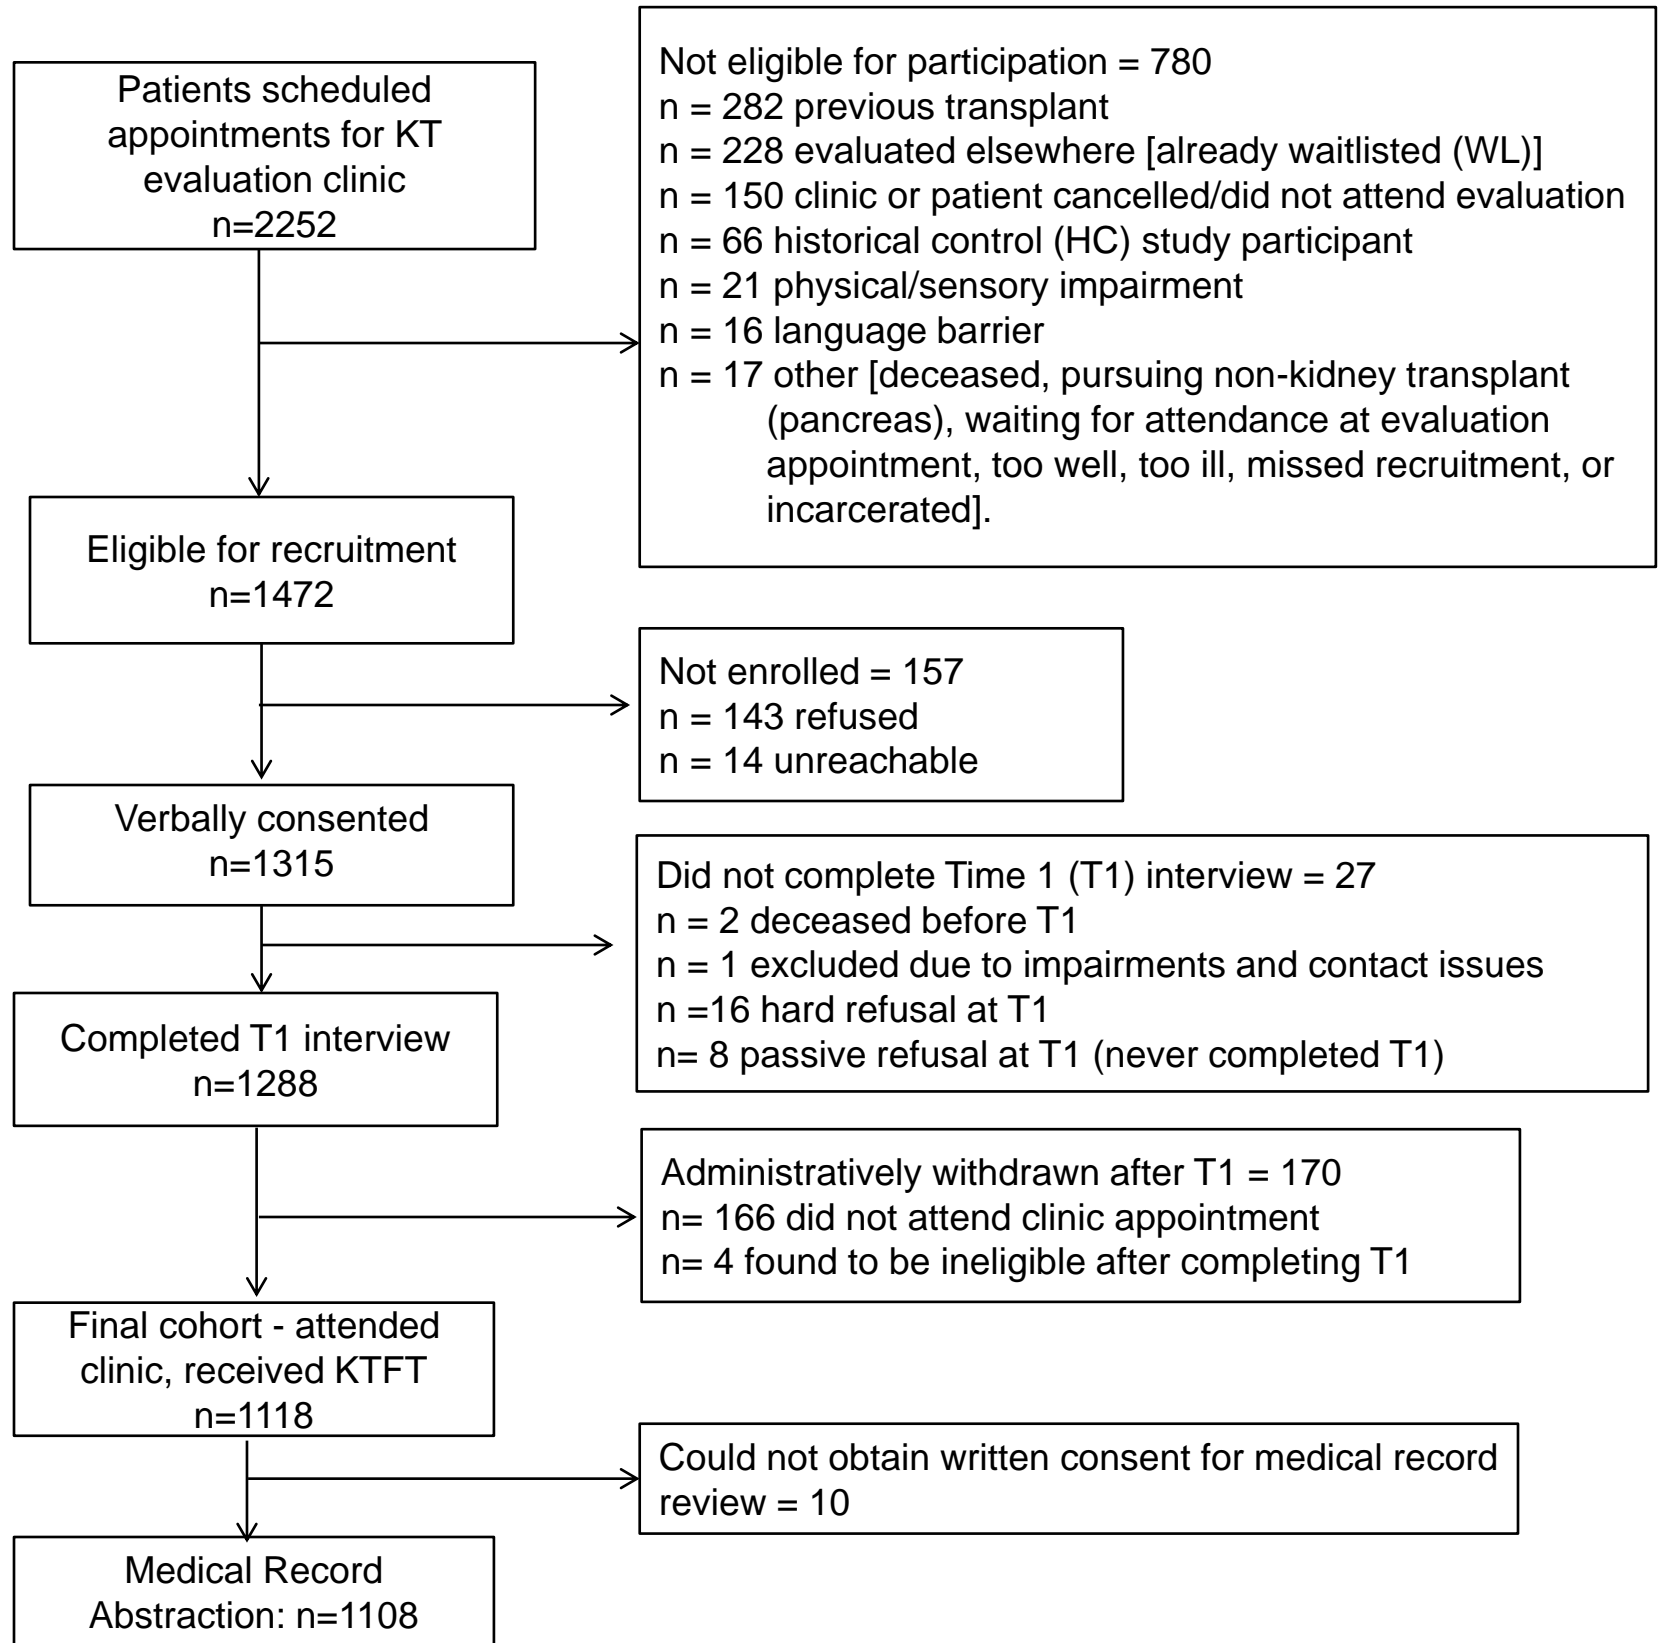 Patients scheduled
appointments for KT
evaluation clinic
n=2252
Not eligible for participation = 780
n = 282 previous transplant
n = 228 evaluated elsewhere [already waitlisted (WL)]
n = 150 clinic or patient cancelled/did not attend evaluation
n = 66 historical control (HC) study participant
n = 21 physical/sensory impairment
n = 16 language barrier
n = 17 other [deceased, pursuing non-kidney transplant
(pancreas), waiting for attendance at evaluation
appointment, too well, too ill, missed recruitment, or
incarcerated].
Eligible for recruitment
n=1472
Not enrolled = 157
n = 143 refused
n = 14 unreachable
Verbally consented
n=1315
Did not complete Time 1 (T1) interview = 27
n = 2 deceased before T1
n = 1 excluded due to impairments and contact issues
n =16 hard refusal at T1
n= 8 passive refusal at T1 (never completed T1)
Completed T1 interview
n=1288
Administratively withdrawn after T1 = 170
n= 166 did not attend clinic appointment
n= 4 found to be ineligible after completing T1
Final cohort - attended
clinic, received KTFT
n=1118
Could not obtain written consent for medical record
review = 10
Medical Record
Abstraction: n=1108